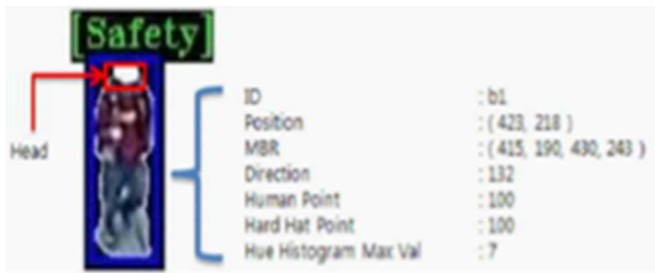 [Safety]
Head
ID : b1
Position : ( 423, 218 )
MBR : ( 415, 190, 430, 243 )
Direction : 132
Human Point : 100
Hard Hat Point : 100
Hue Histogram Max Val : 7